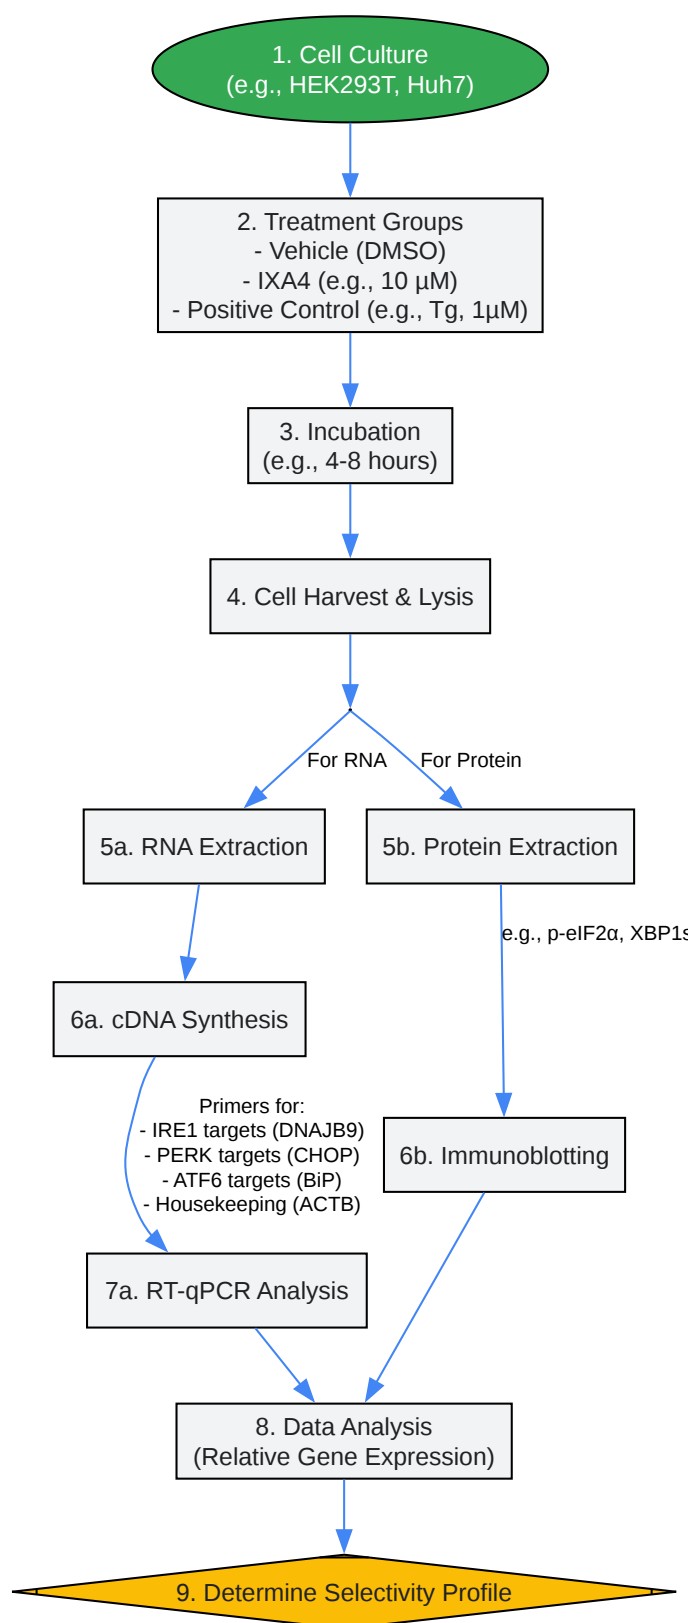 1. Cell Culture
(e.g., HEK293T, Huh7)
2. Treatment Groups
- Vehicle (DMSO)
- IXA4 (e.g., 10 µM)
- Positive Control (e.g., Tg, 1µM)
3. Incubation
(e.g., 4-8 hours)
4. Cell Harvest & Lysis
For RNA
For Protein
5a. RNA Extraction
5b. Protein Extraction
e.g., p-eIF2α, XBP1s
6a. cDNA Synthesis
Primers for:
- IRE1 targets (DNAJB9)
- PERK targets (CHOP)
- ATF6 targets (BiP)
- Housekeeping (ACTB)
6b. Immunoblotting
7a. RT-qPCR Analysis
8. Data Analysis
(Relative Gene Expression)
9. Determine Selectivity Profile